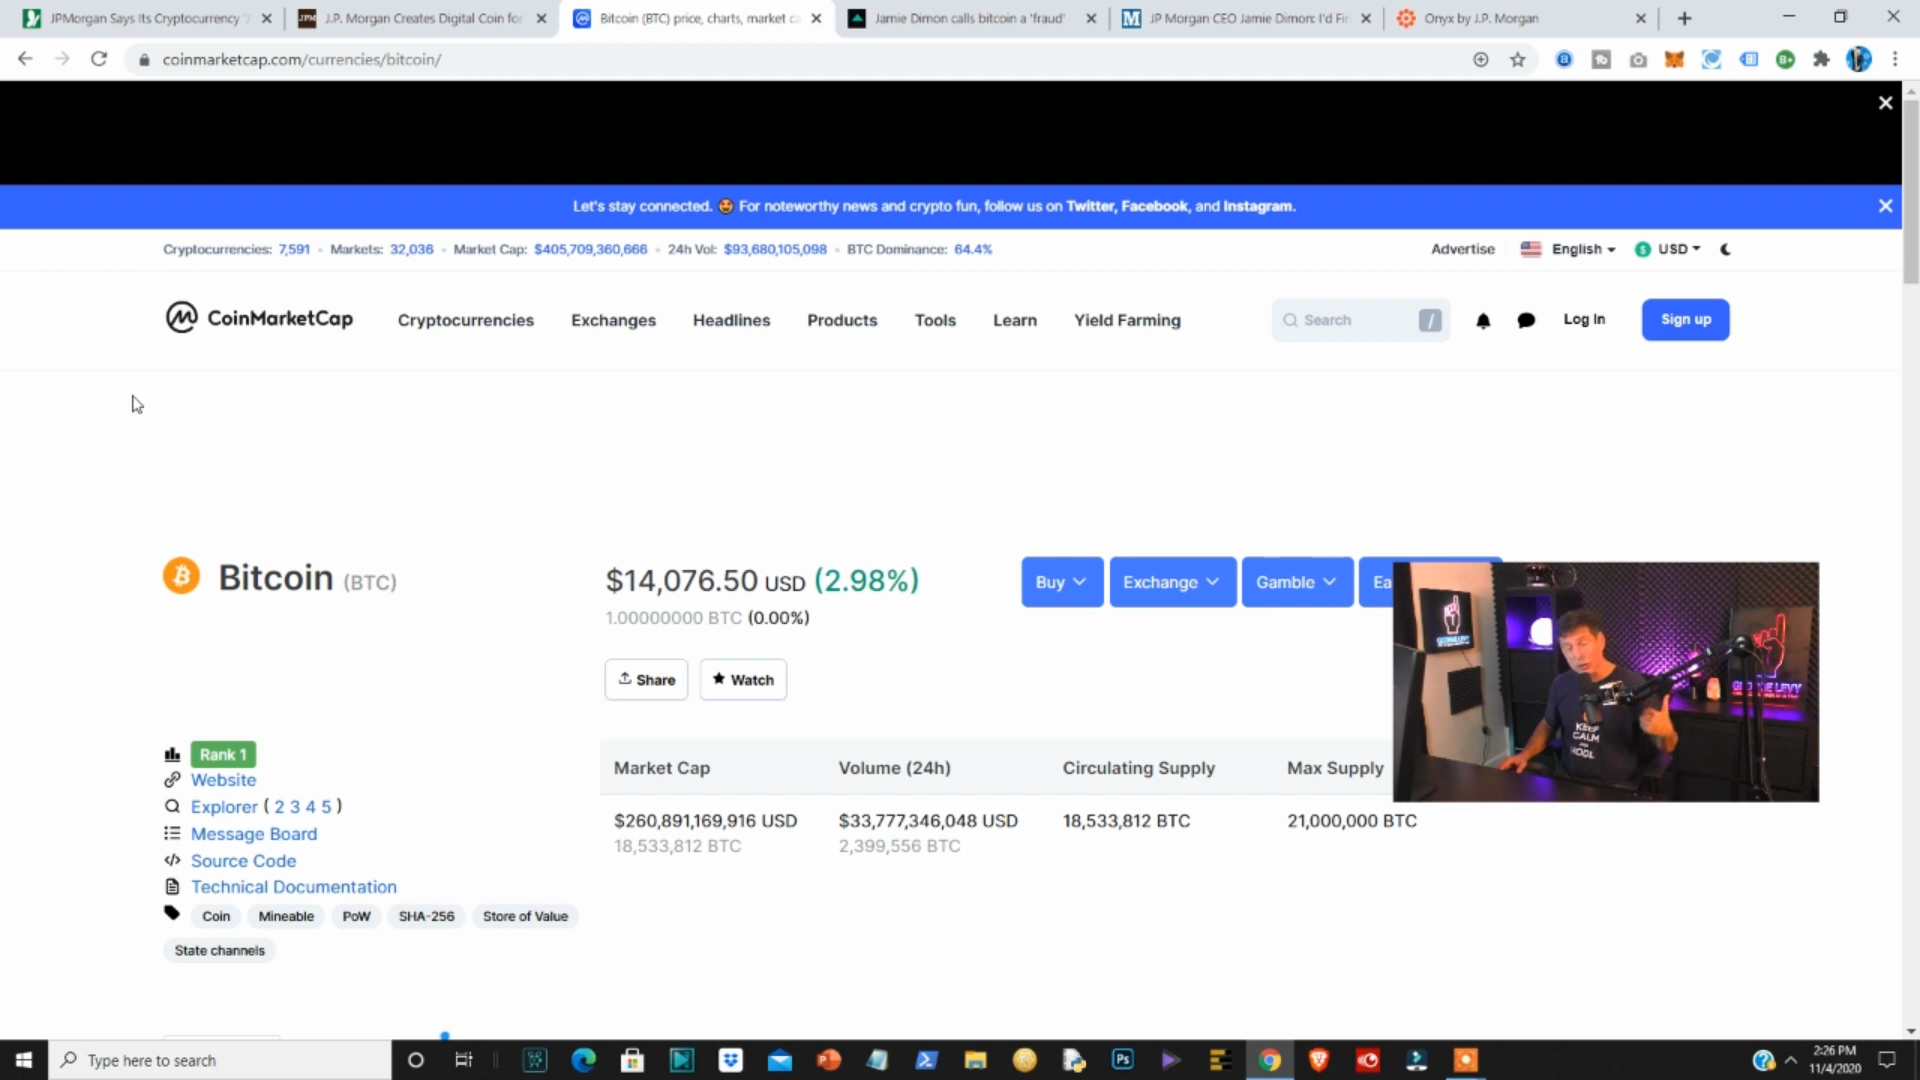 JPMorgan Says Its Cryptocurrency
J.P. Morgan Creates Digital Coin for
Bitcoin (BTC) price, charts, market ca
Jamie Dimon calls bitcoin a 'fraud'
JP Morgan CEO Jamie Dimon: I'd Fi
Onyx by J.P. Morgan
coinmarketcap.com/currencies/bitcoin/
Let's stay connected. 🤩 For noteworthy news and crypto fun, follow us on Twitter, Facebook, and Instagram.
Cryptocurrencies: 7,591 • Markets: 32,036 • Market Cap: $405,709,360,666 • 24h Vol: $93,680,105,098 • BTC Dominance: 64.4%
Advertise English USD
CoinMarketCap
Cryptocurrencies Exchanges Headlines Products Tools Learn Yield Farming
Search /
Log In
Sign up
Bitcoin (BTC)
$14,076.50 USD (2.98%)
1.00000000 BTC (0.00%)
Buy
Exchange
Gamble
Ea
Share
Watch
Rank 1
Website
Explorer ( 2 3 4 5 )
Message Board
Source Code
Technical Documentation
Coin Mineable PoW SHA-256 Store of Value
State channels
Market Cap Volume (24h) Circulating Supply Max Supply
$260,891,169,916 USD $33,777,346,048 USD 18,533,812 BTC 21,000,000 BTC
18,533,812 BTC 2,399,556 BTC
GEORGE LEVY
GEORGE LEVY
KEEP
CALM
HODL
Type here to search
2:26 PM
11/4/2020